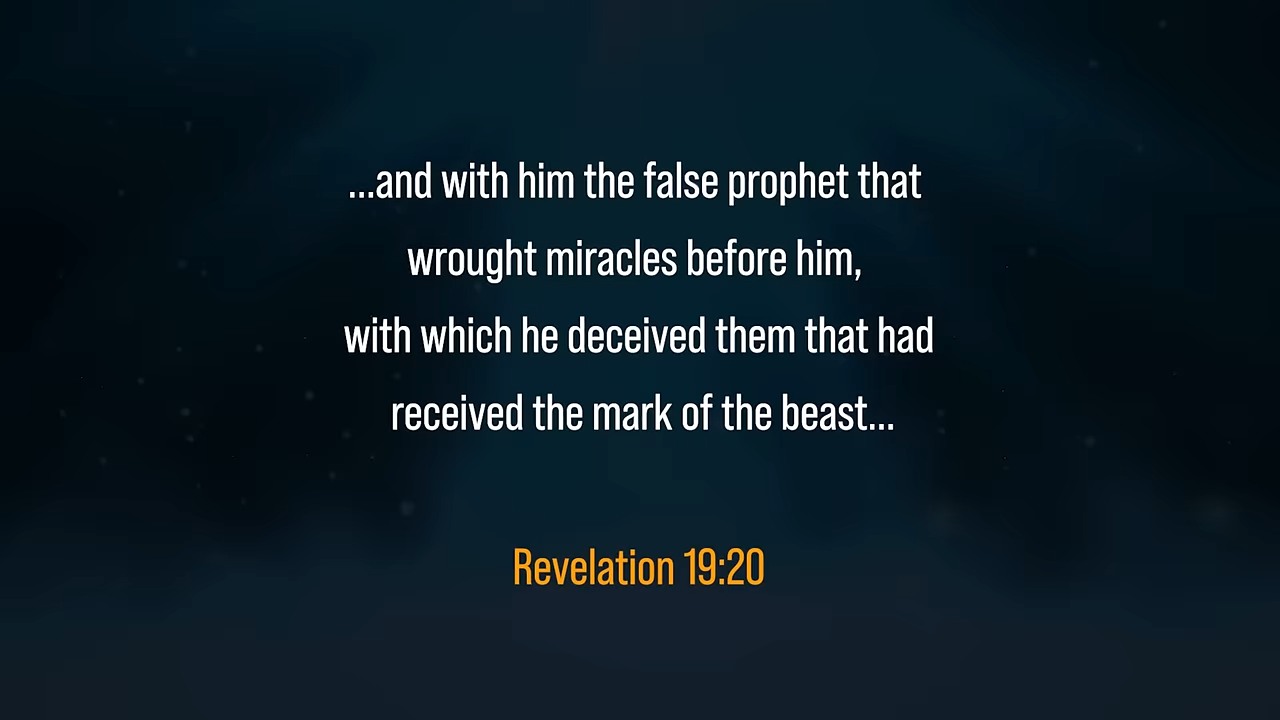 ...and with him the false prophet that
wrought miracles before him,
with which he deceived them that had
received the mark of the beast...
Revelation 19:20